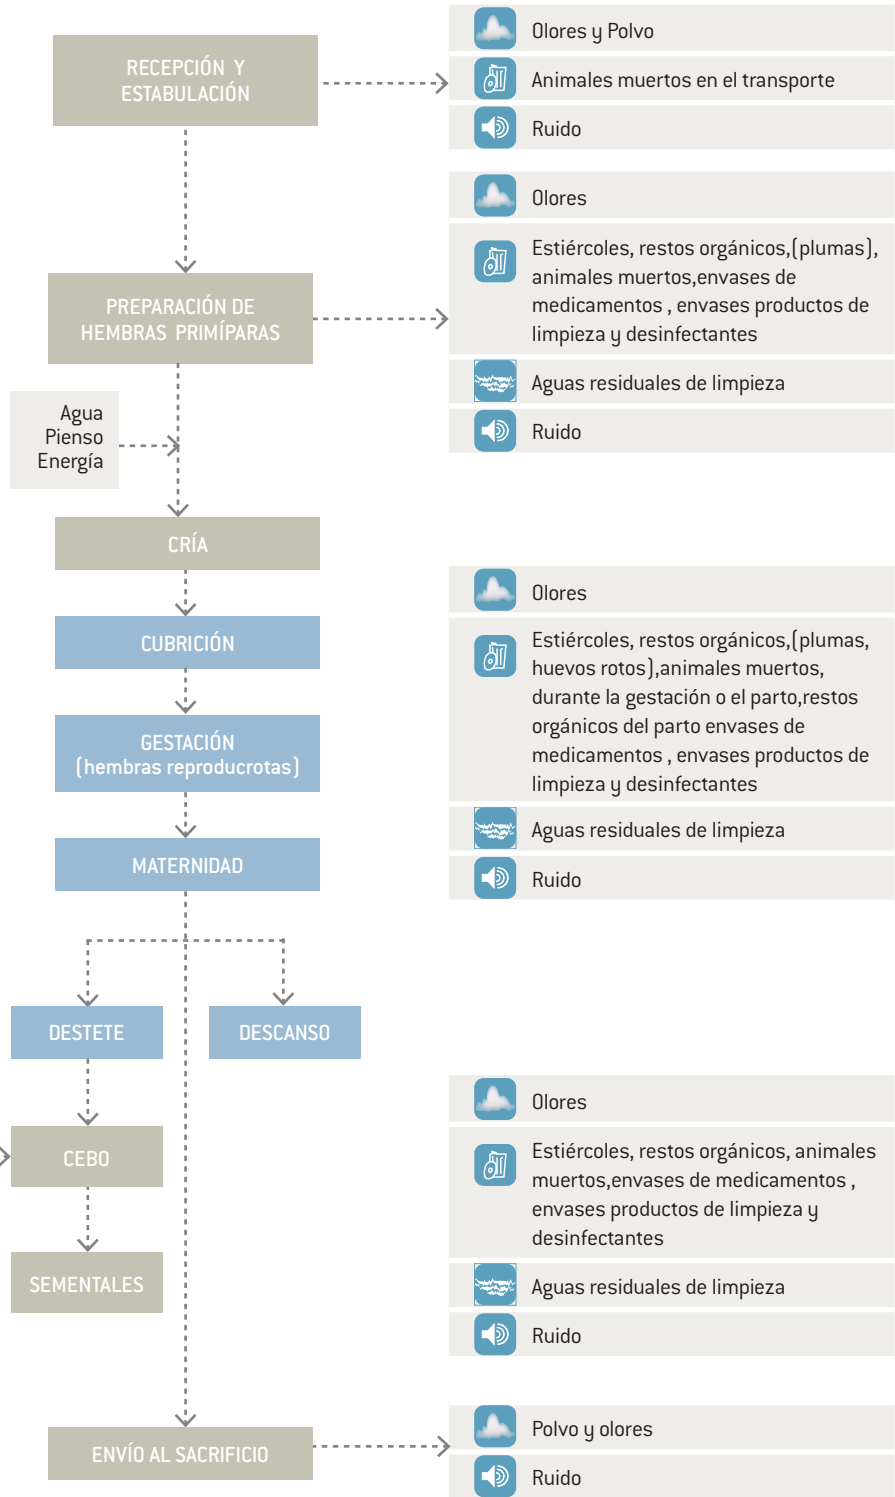 RECEPCIÓN Y
ESTABULACIÓN
Olores y Polvo
Animales muertos en el transporte
Ruido
PREPARACIÓN DE
HEMBRAS PRIMÍPARAS
Olores
Estiércoles, restos orgánicos,(plumas),
animales muertos,envases de
medicamentos , envases productos de
limpieza y desinfectantes
Aguas residuales de limpieza
Ruido
Agua
Pienso
Energía
CRÍA
CUBRICIÓN
GESTACIÓN
(hembras reproducrotas)
MATERNIDAD
Olores
Estiércoles, restos orgánicos,(plumas,
huevos rotos),animales muertos,
durante la gestación o el parto,restos
orgánicos del parto envases de
medicamentos , envases productos de
limpieza y desinfectantes
Aguas residuales de limpieza
Ruido
DESTETE
DESCANSO
CEBO
SEMENTALES
Olores
Estiércoles, restos orgánicos, animales
muertos,envases de medicamentos ,
envases productos de limpieza y
desinfectantes
Aguas residuales de limpieza
Ruido
ENVÍO AL SACRIFICIO
Polvo y olores
Ruido